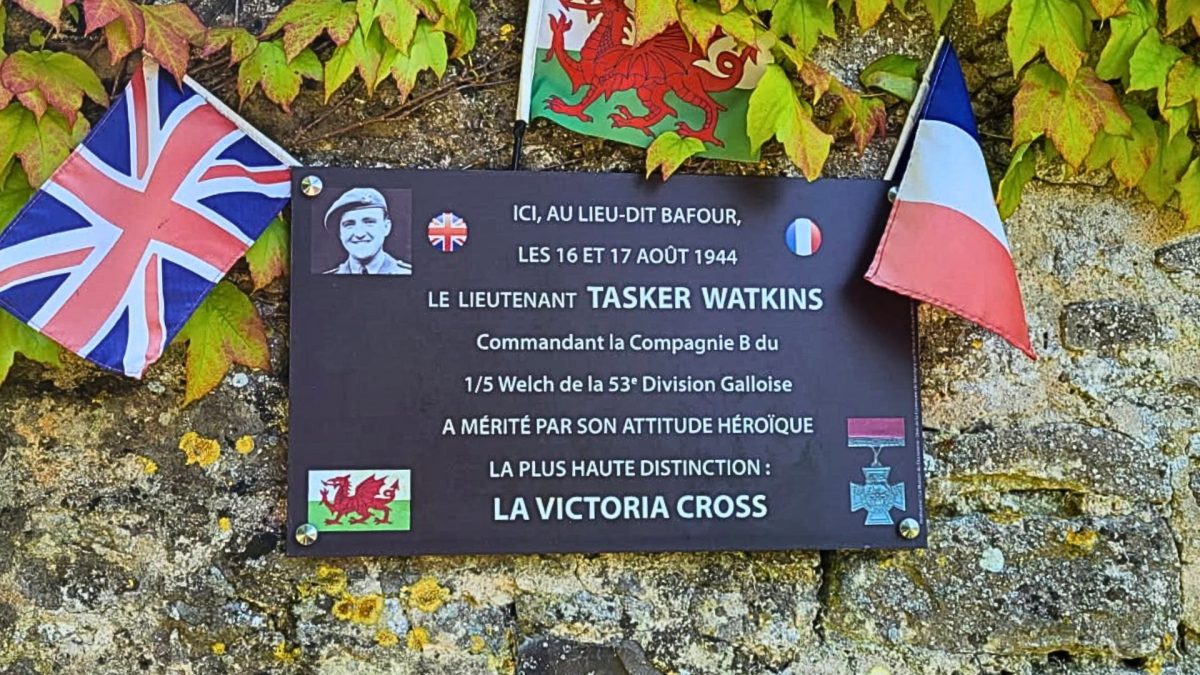 ICI, AU LIEU-DIT BAFOUR,
LES 16 ET 17 AOÛT 1944
LE LIEUTENANT TASKER WATKINS
Commandant la Compagnie B du
1/5 Welch de la 53e Division Galloise
A MÉRITÉ PAR SON ATTITUDE HÉROÏQUE
LA PLUS HAUTE DISTINCTION :
LA VICTORIA CROSS